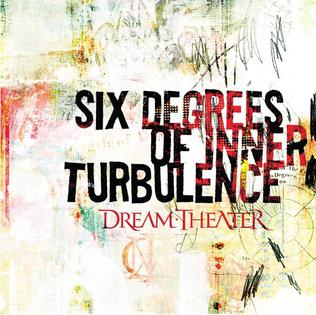 SIX DEGREES
OF INNER
TURBULENCE
DREAM THEATER